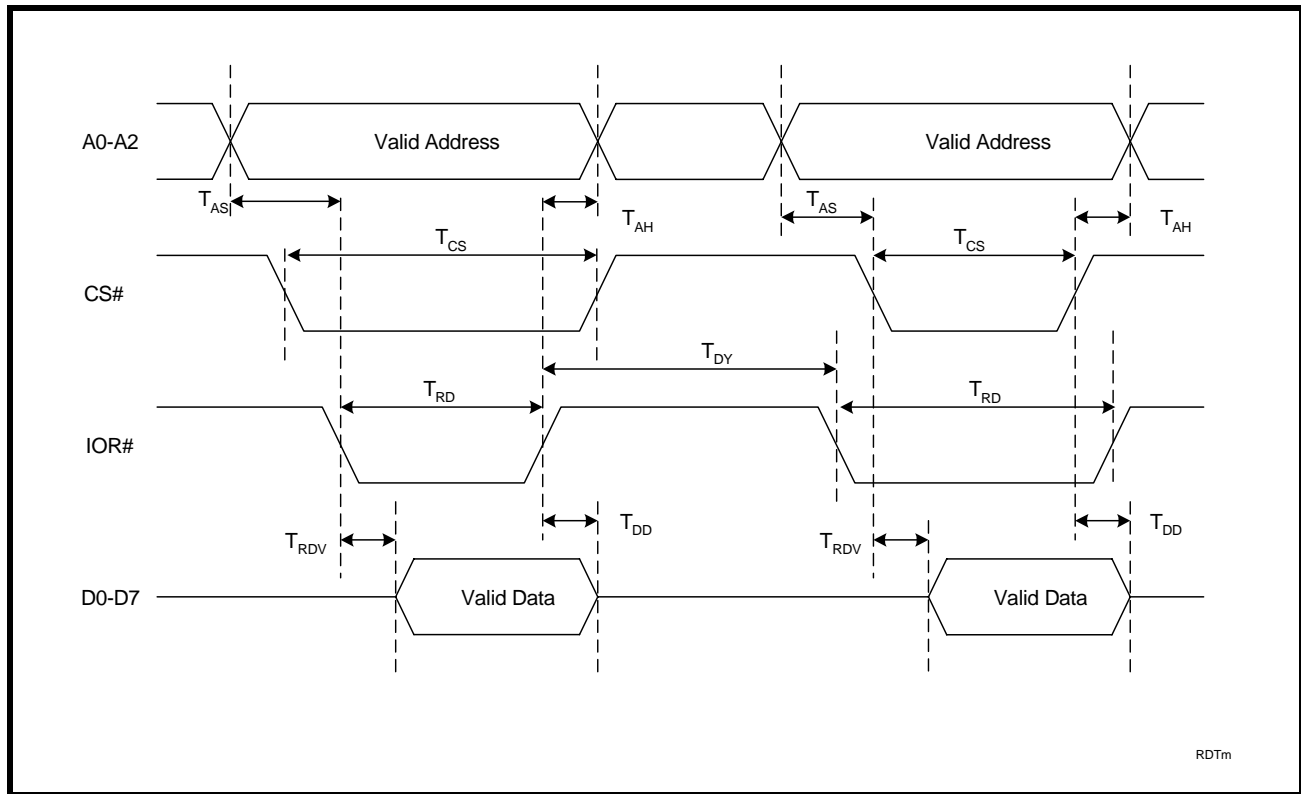 A0-A2
Valid Address
Valid Address
TAS
TAH
TAS
TAH
TCS
TCS
CS#
TDY
TRD
TRD
IOR#
TRDV
TDD
TRDV
TDD
D0-D7
Valid Data
Valid Data
RDTm